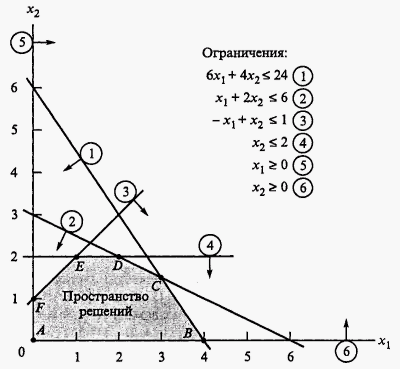 x₂
5
Ограничения:
6x₁ + 4x₂ ≤ 24 1
x₁ + 2x₂ ≤ 6 2
− x₁ + x₂ ≤ 1 3
x₂ ≤ 2 4
x₁ ≥ 0 5
x₂ ≥ 0 6
6
5
1
4
3
3
2
4
2
E
D
C
1
F
Пространство
решений
A
B
0
1
2
3
4
5
6
x₁
6